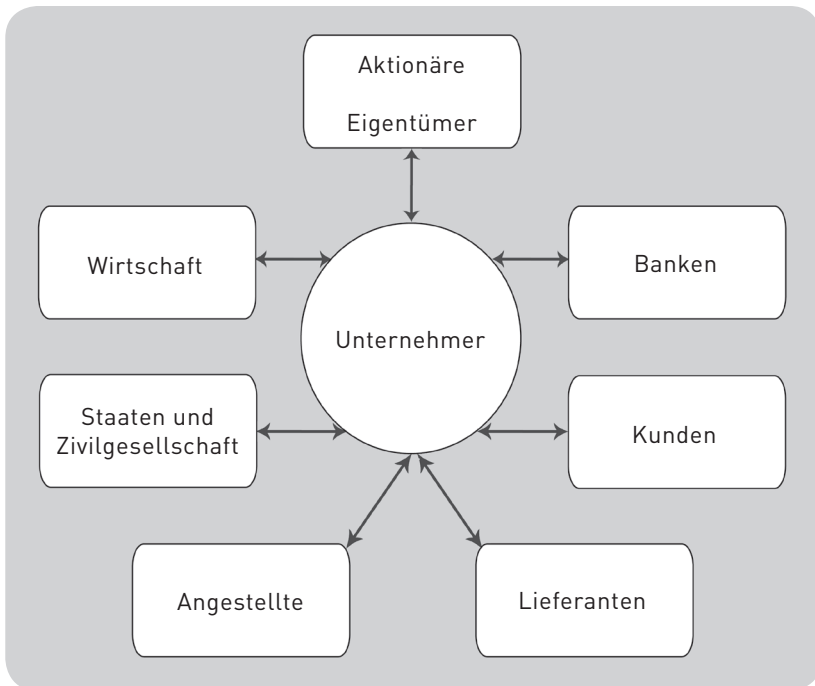 Aktionäre
Eigentümer
Wirtschaft
Banken
Unternehmer
Staaten und
Zivilgesellschaft
Kunden
Angestellte
Lieferanten